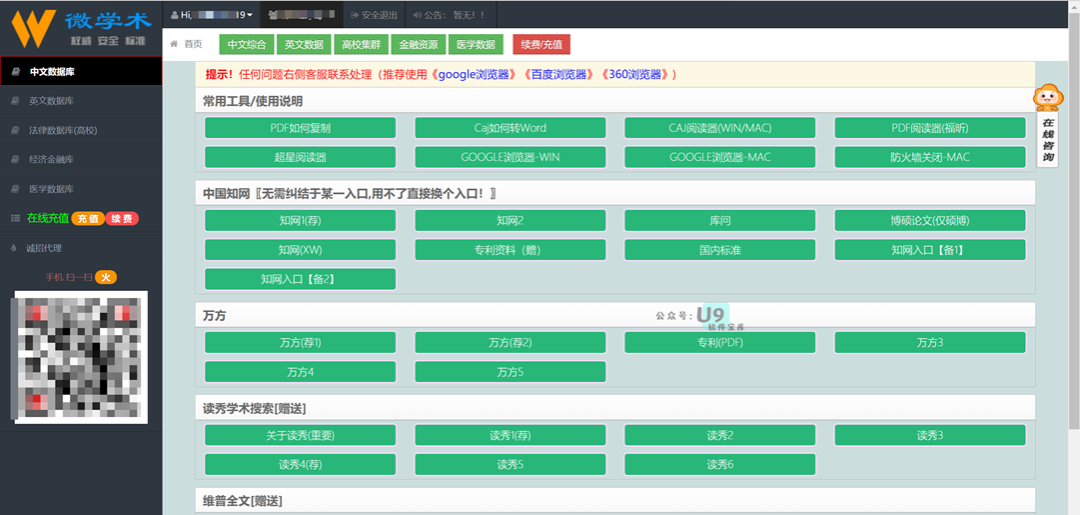 微学术
权威 安全 标准
Hi, 19
安全退出
公告： 暂无！！
首页
中文综合
英文数据
高校集群
金融资源
医学数据
续费/充值
中文数据库
英文数据库
法律数据库(高校)
经济金融库
医学数据库
在线充值 充 值 续 费
诚招代理
手机 扫一扫 火
提示！任何问题右侧客服联系处理（推荐使用《google浏览器》《百度浏览器》《360浏览器》）
常用工具/使用说明
PDF如何复制
Caj如何转Word
CAJ阅读器(WIN/MAC)
PDF阅读器(福昕)
超星阅读器
GOOGLE浏览器-WIN
GOOGLE浏览器-MAC
防火墙关闭-MAC
中国知网〖无需纠结于某一入口,用不了直接换个入口！〗
知网1(荐)
知网2
库问
博硕论文(仅硕博)
知网(XW)
专利资料（赠）
国内标准
知网入口【备1】
知网入口【备2】
万方
公众号：U9
软件宝库
万方(荐1)
万方(荐2)
专利(PDF)
万方3
万方4
万方5
读秀学术搜索[赠送]
关于读秀(重要)
读秀1(荐)
读秀2
读秀3
读秀4(荐)
读秀5
读秀6
维普全文[赠送]
在线咨询